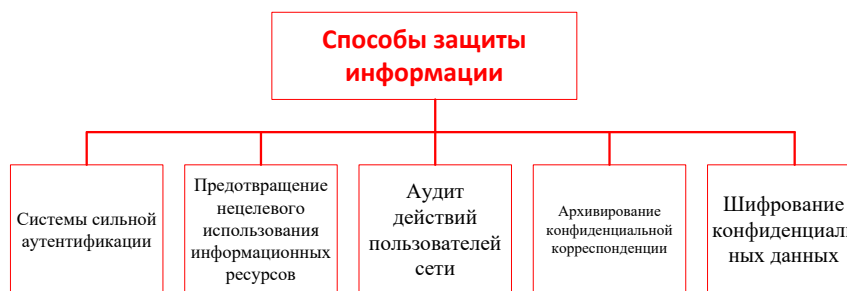 Способы защиты
информации
Системы сильной
аутентификации
Предотвращение
нецелевого
использования
информационных
ресурсов
Аудит
действий
пользователей
сети
Архивирование
конфиденциальной
корреспонденции
Шифрование
конфиденциаль
ных данных